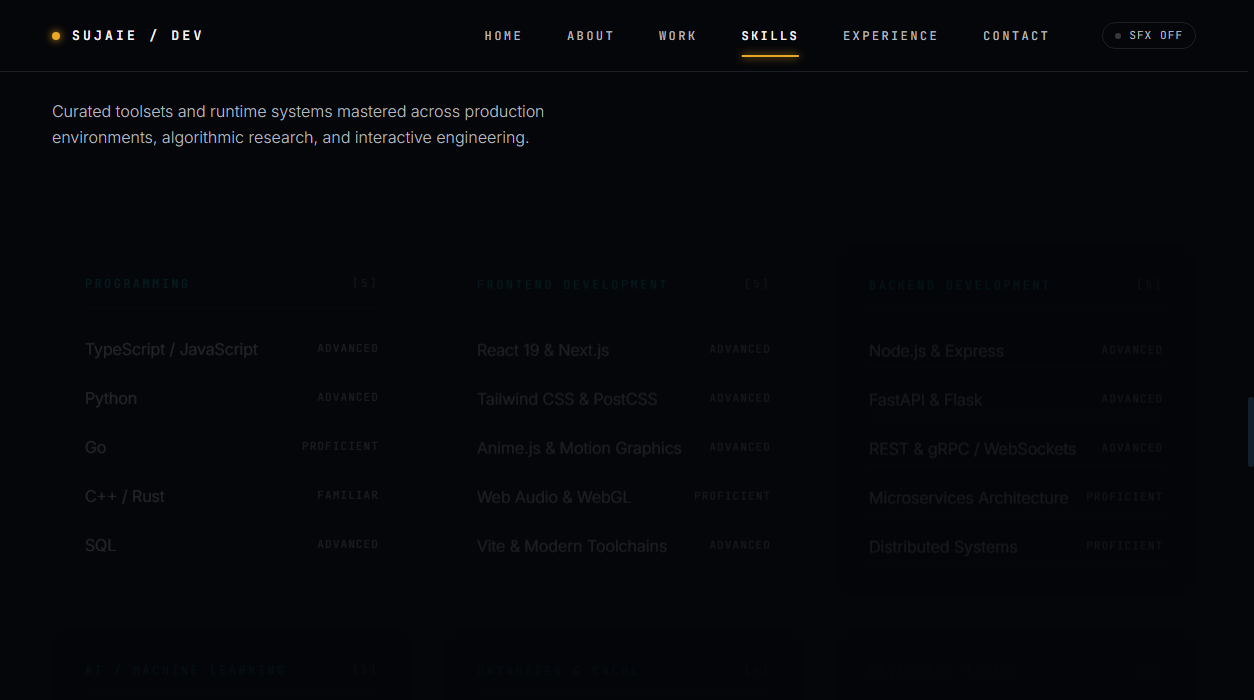 SUJAIE / DEV
HOME ABOUT WORK SKILLS EXPERIENCE CONTACT SFX OFF
Curated toolsets and runtime systems mastered across production
environments, algorithmic research, and interactive engineering.
PROGRAMMING [5]
TypeScript / JavaScript ADVANCED
Python ADVANCED
Go PROFICIENT
C++ / Rust FAMILIAR
SQL ADVANCED
FRONTEND DEVELOPMENT [5]
React 19 & Next.js ADVANCED
Tailwind CSS & PostCSS ADVANCED
Anime.js & Motion Graphics ADVANCED
Web Audio & WebGL PROFICIENT
Vite & Modern Toolchains ADVANCED
BACKEND DEVELOPMENT [5]
Node.js & Express ADVANCED
FastAPI & Flask ADVANCED
REST & gRPC / WebSockets ADVANCED
Microservices Architecture PROFICIENT
Distributed Systems PROFICIENT
AI / MACHINE LEARNING
DATABASES & CACHE